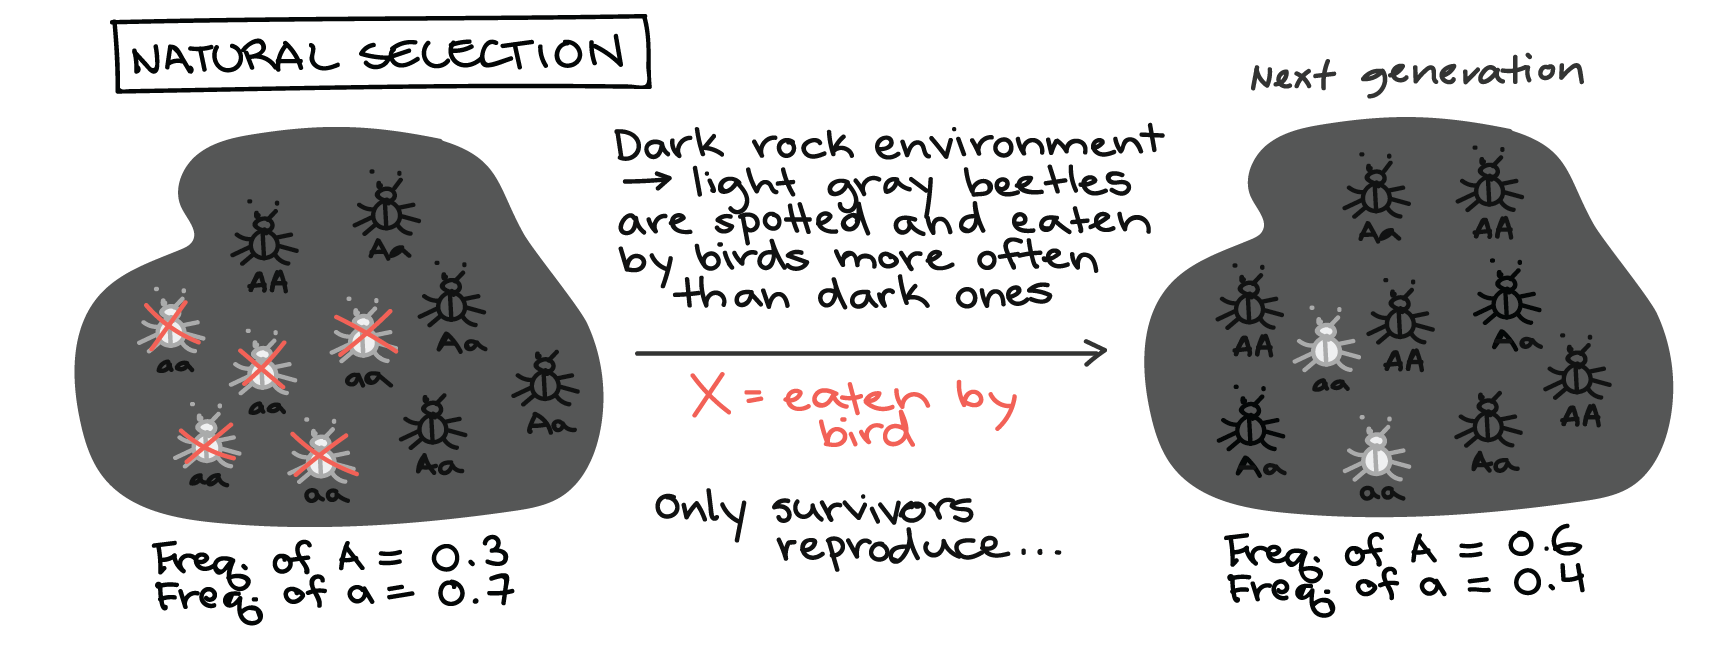 NATURAL SELECTION
Next generation
Dark rock environment
→ light gray beetles
are spotted and eaten
by birds more often
than dark ones
X = eaten by
bird
Only survivors
reproduce...
AA
Aa
aa
aa
aa
Aa
Aa
aa
aa
Aa
Freq. of A = 0.3
Freq. of a = 0.7
Aa
AA
AA
aa
AA
Aa
AA
Aa
aa
Aa
Freq. of A = 0.6
Freq. of a = 0.4